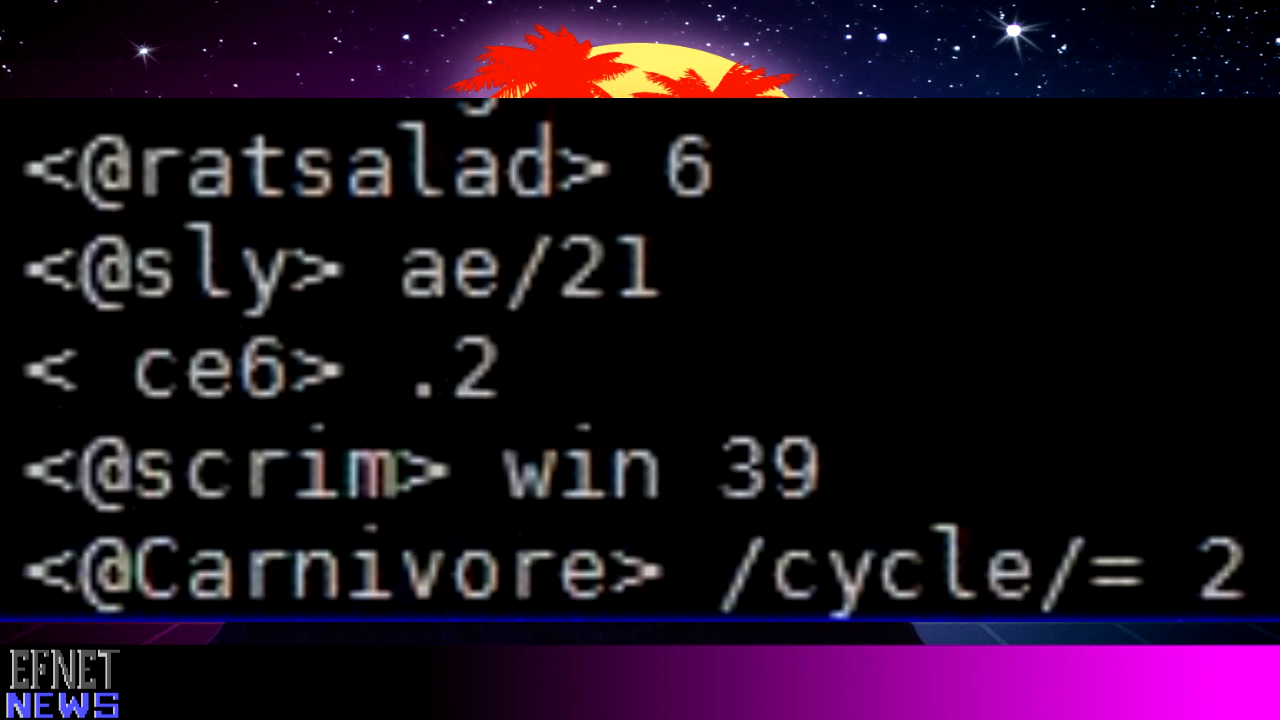 <@ratsalad> 6
<@sly> ae/21
< ce6> .2
<@scrim> win 39
<@Carnivore> /cycle/= 2
EFNET
NEWS